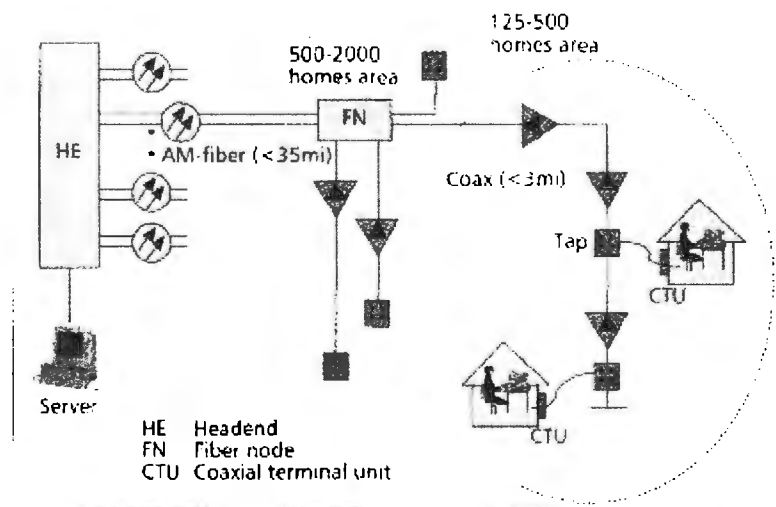 125-500
homes area
500-2000
homes area
FN
HE
• AM-fiber (<35mi)
Coax (<3mi)
Tap
CTU
Server
CTU
HE Headend
FN Fiber node
CTU Coaxial terminal unit